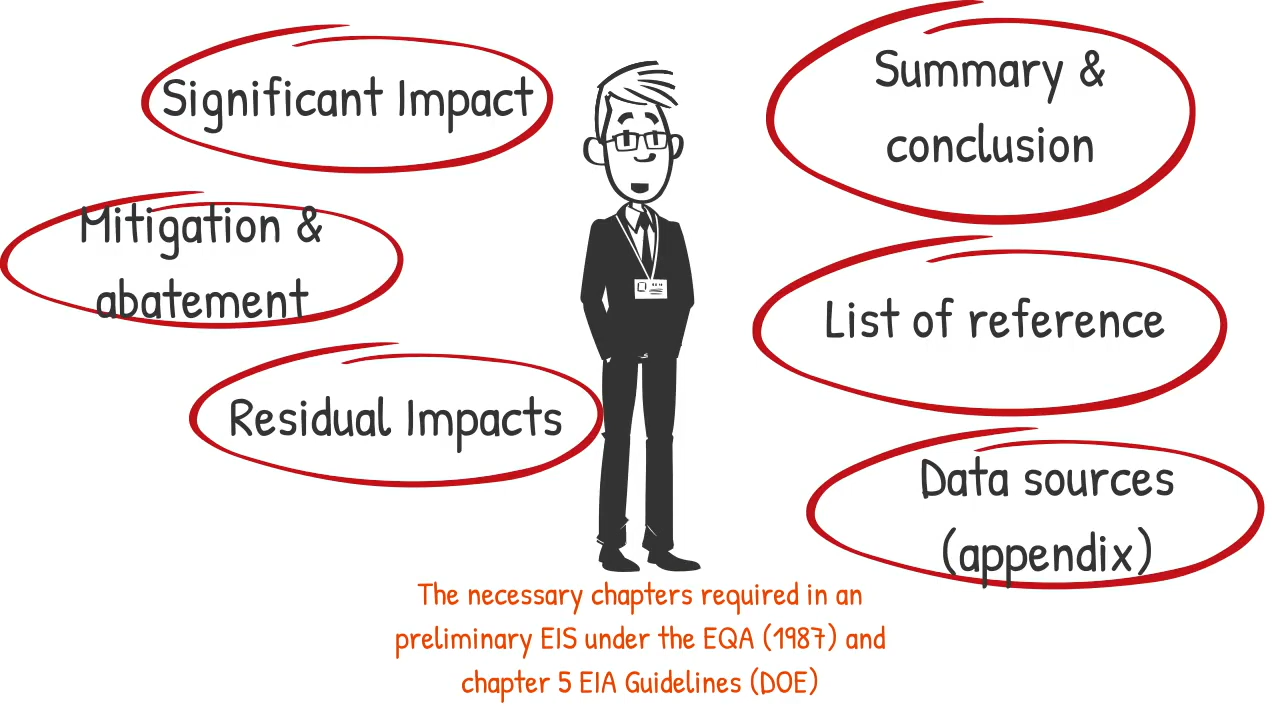 Significant Impact
Mitigation &
abatement
Residual Impacts
Summary &
conclusion
List of reference
Data sources
(appendix)
The necessary chapters required in an
preliminary EIS under the EQA (1987) and
chapter 5 EIA Guidelines (DOE)